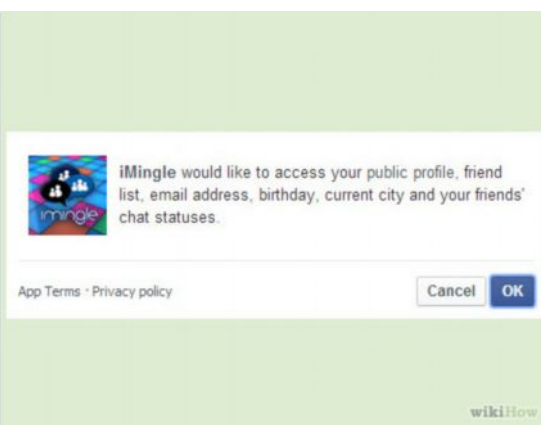 iMingle would like to access your public profile, friend
list, email address, birthday, current city and your friends'
chat statuses.
imingle
App Terms · Privacy policy
Cancel
OK
wikiHow